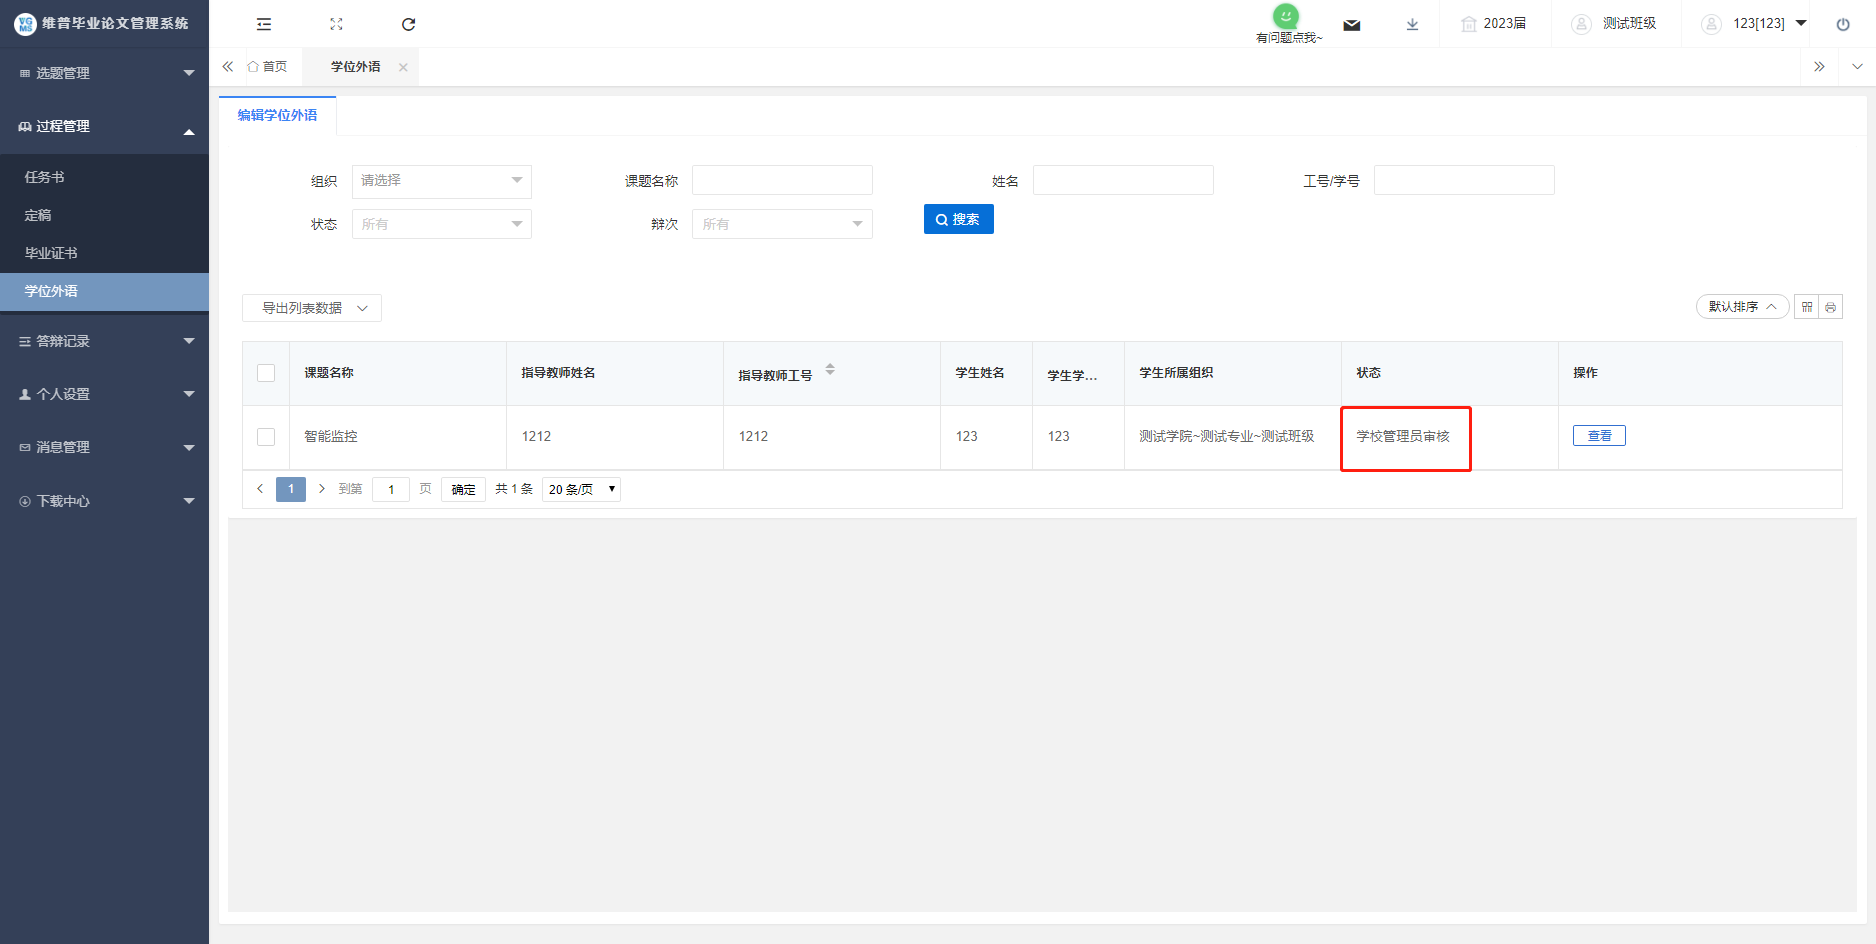 维普毕业论文管理系统
有问题点我~
2023届
测试班级
123[123]
首页
学位外语
选题管理
过程管理
任务书
定稿
毕业证书
学位外语
答辩记录
个人设置
消息管理
下载中心
编辑学位外语
组织 请选择 课题名称 姓名 工号/学号
状态 所有 辩次 所有 搜索
导出列表数据 默认排序
课题名称 指导教师姓名 指导教师工号 学生姓名 学生学... 学生所属组织 状态 操作
智能监控 1212 1212 123 123 测试学院~测试专业~测试班级 学校管理员审核 查看
1 到第 1 页 确定 共 1 条 20 条/页